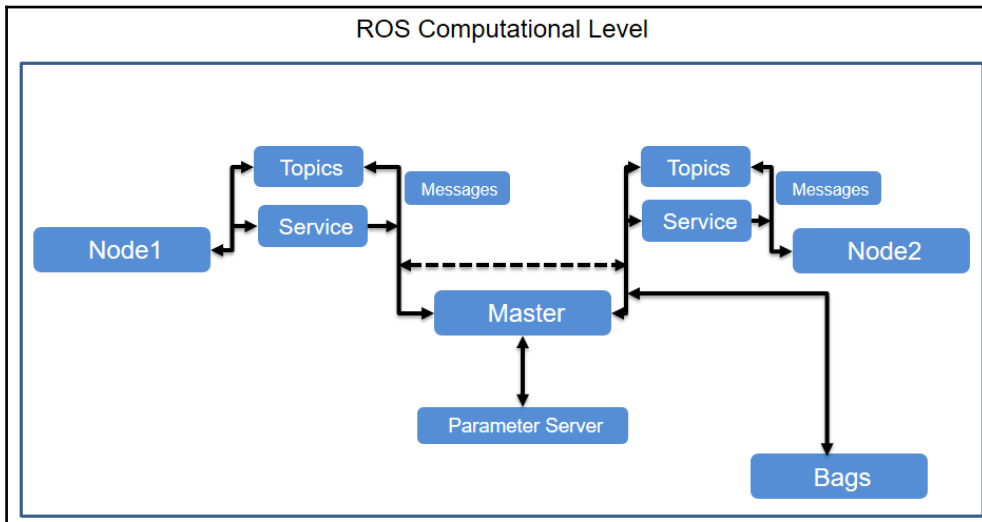 ROS Computational Level
Topics
Messages
Service
Node1
Topics
Messages
Service
Node2
Master
Parameter Server
Bags